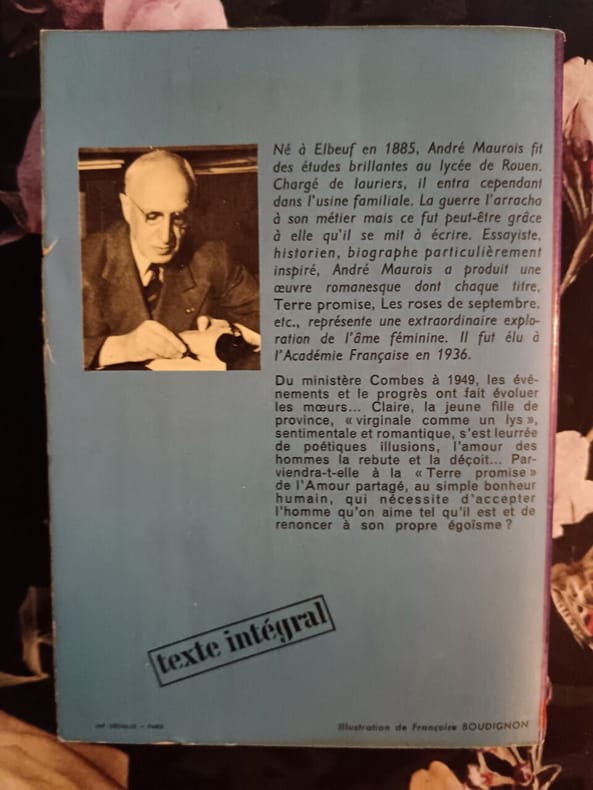 Né à Elbeuf en 1885, André Maurois fit
des études brillantes au lycée de Rouen.
Chargé de lauriers, il entra cependant
dans l'usine familiale. La guerre l'arracha
à son métier mais ce fut peut-être grâce
à elle qu'il se mit à écrire. Essayiste,
historien, biographe particulièrement
inspiré, André Maurois a produit une
œuvre romanesque dont chaque titre,
Terre promise, Les roses de septembre,
etc., représente une extraordinaire explo-
ration de l'âme féminine. Il fut élu à
l'Académie Française en 1936.
Du ministère Combes à 1949, les évé-
nements et le progrès ont fait évoluer
les mœurs... Claire, la jeune fille de
province, « virginale comme un lys »,
sentimentale et romantique, s'est leurrée
de poétiques illusions, l'amour des
hommes la rebute et la déçoit... Par-
viendra-t-elle à la « Terre promise »
de l'Amour partagé, au simple bonheur
humain, qui nécessite d'accepter
l'homme qu'on aime tel qu'il est et de
renoncer à son propre égoïsme ?
texte intégral
Illustration de Françoise BOUDIGNON